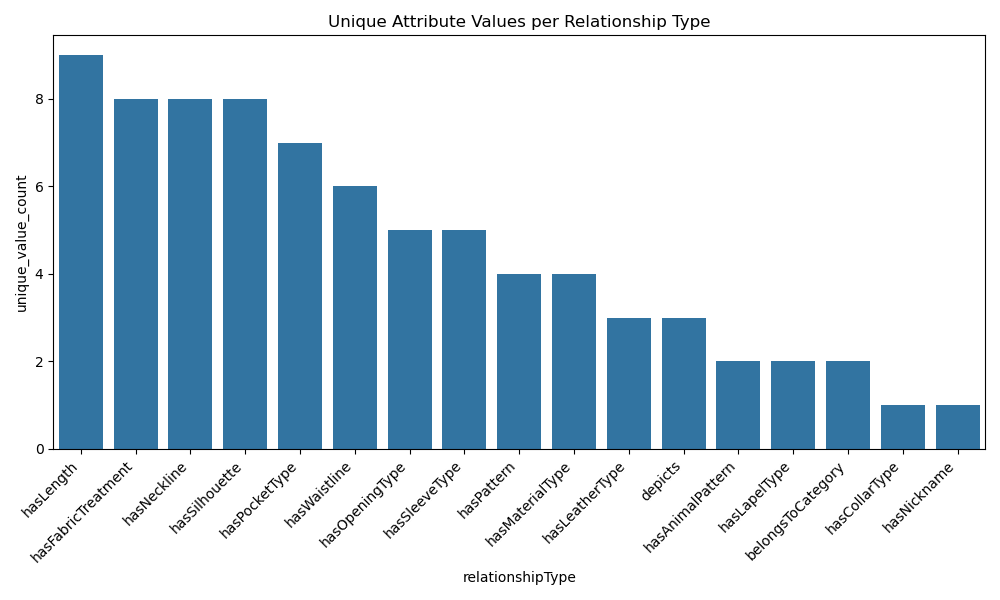 Unique Attribute Values per Relationship Type
unique_value_count
8
6
4
2
0
hasLength
hasFabricTreatment
hasNeckline
hasSilhouette
hasPocketType
hasWaistline
hasOpeningType
hasSleeveType
hasPattern
hasMaterialType
hasLeatherType
depicts
hasAnimalPattern
hasLapelType
belongsToCategory
hasCollarType
hasNickname
relationshipType